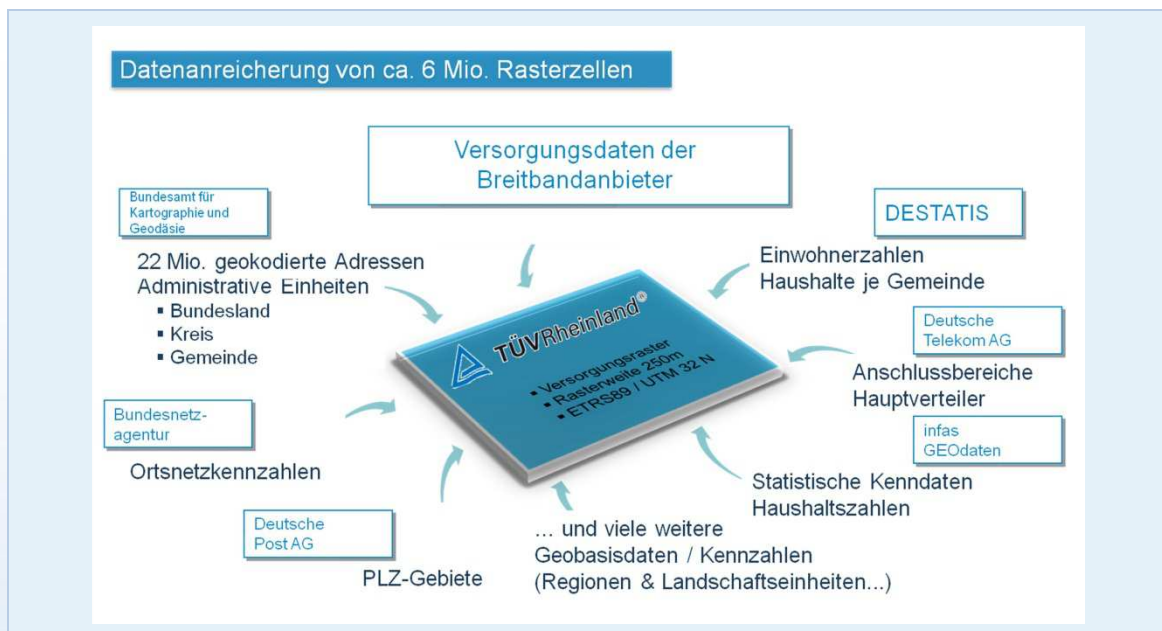 Datenanreicherung von ca. 6 Mio. Rasterzellen
Versorgungsdaten der
Breitbandanbieter
Bundesamt für
Kartographie und
Geodäsie
22 Mio. geokodierte Adressen
Administrative Einheiten
▪ Bundesland
▪ Kreis
▪ Gemeinde
DESTATIS
Einwohnerzahlen
Haushalte je Gemeinde
TÜVRheinland®
▪ Versorgungsraster
▪ Rasterweite 250m
▪ ETRS89 / UTM 32 N
Deutsche
Telekom AG
Anschlussbereiche
Hauptverteiler
Bundesnetz-
agentur
Ortsnetzkennzahlen
infas
GEOdaten
Statistische Kenndaten
Haushaltszahlen
Deutsche
Post AG
PLZ-Gebiete
... und viele weitere
Geobasisdaten / Kennzahlen
(Regionen & Landschaftseinheiten...)